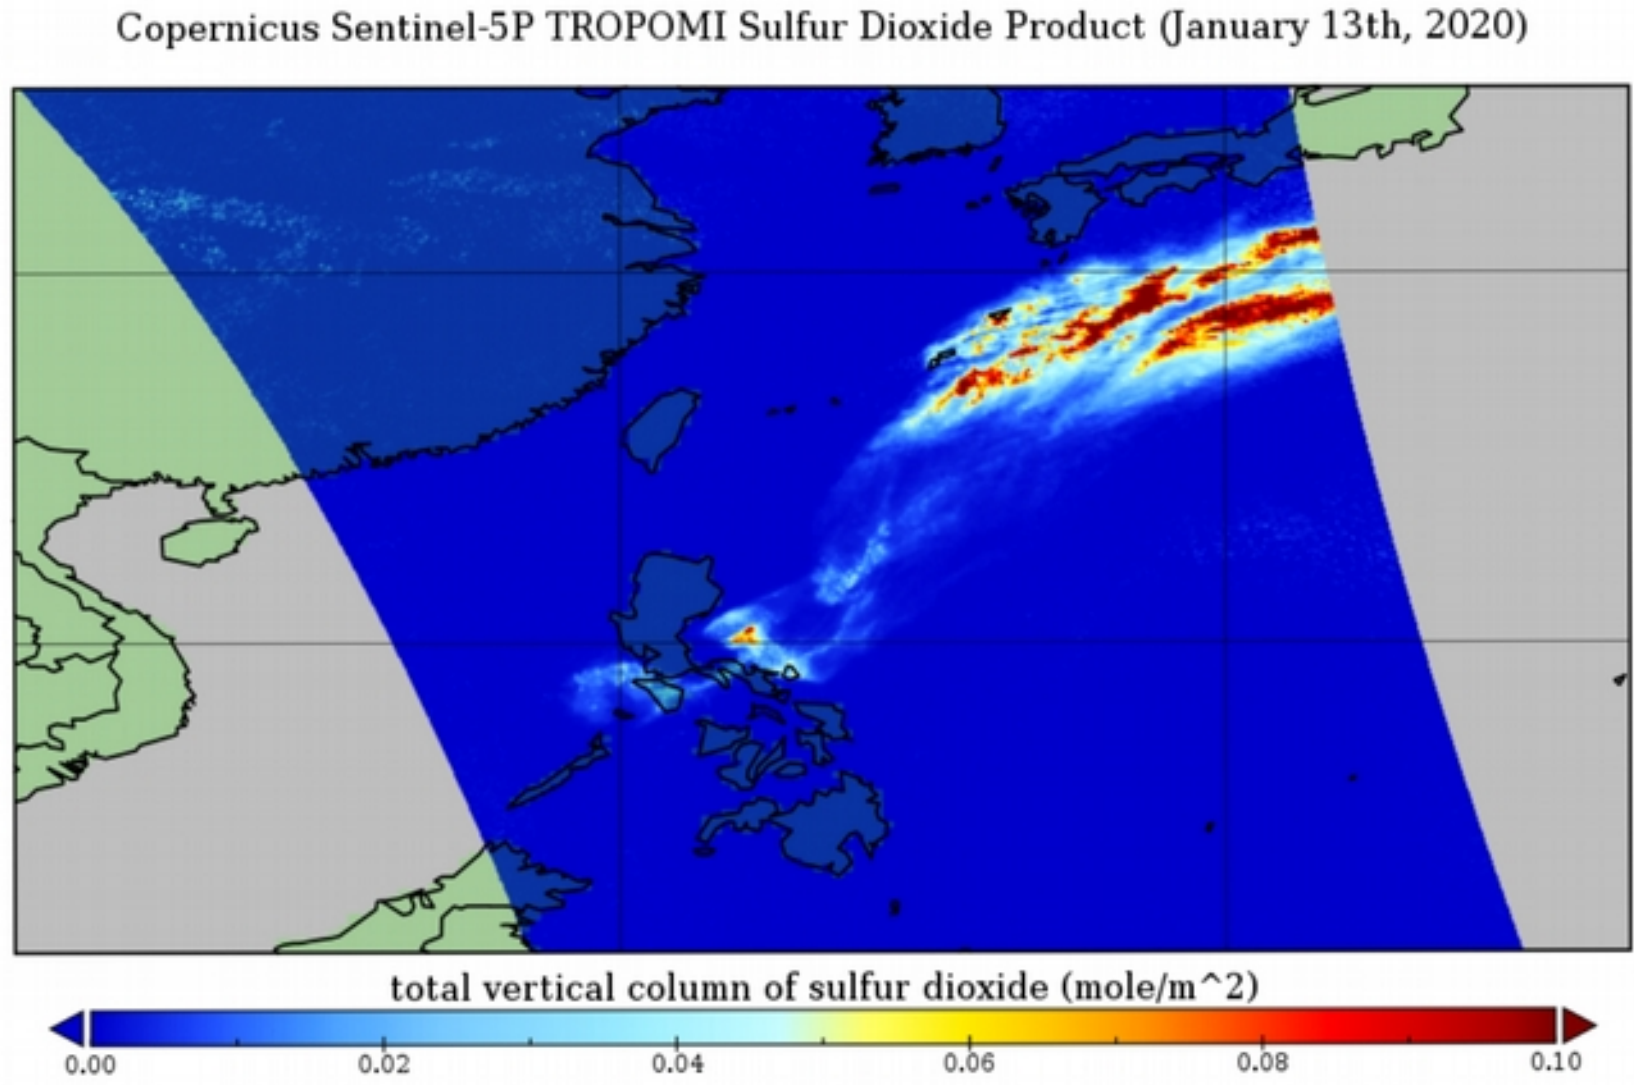 Copernicus Sentinel-5P TROPOMI Sulfur Dioxide Product (January 13th, 2020)
total vertical column of sulfur dioxide (mole/m^2)
0.00 0.02 0.04 0.06 0.08 0.10